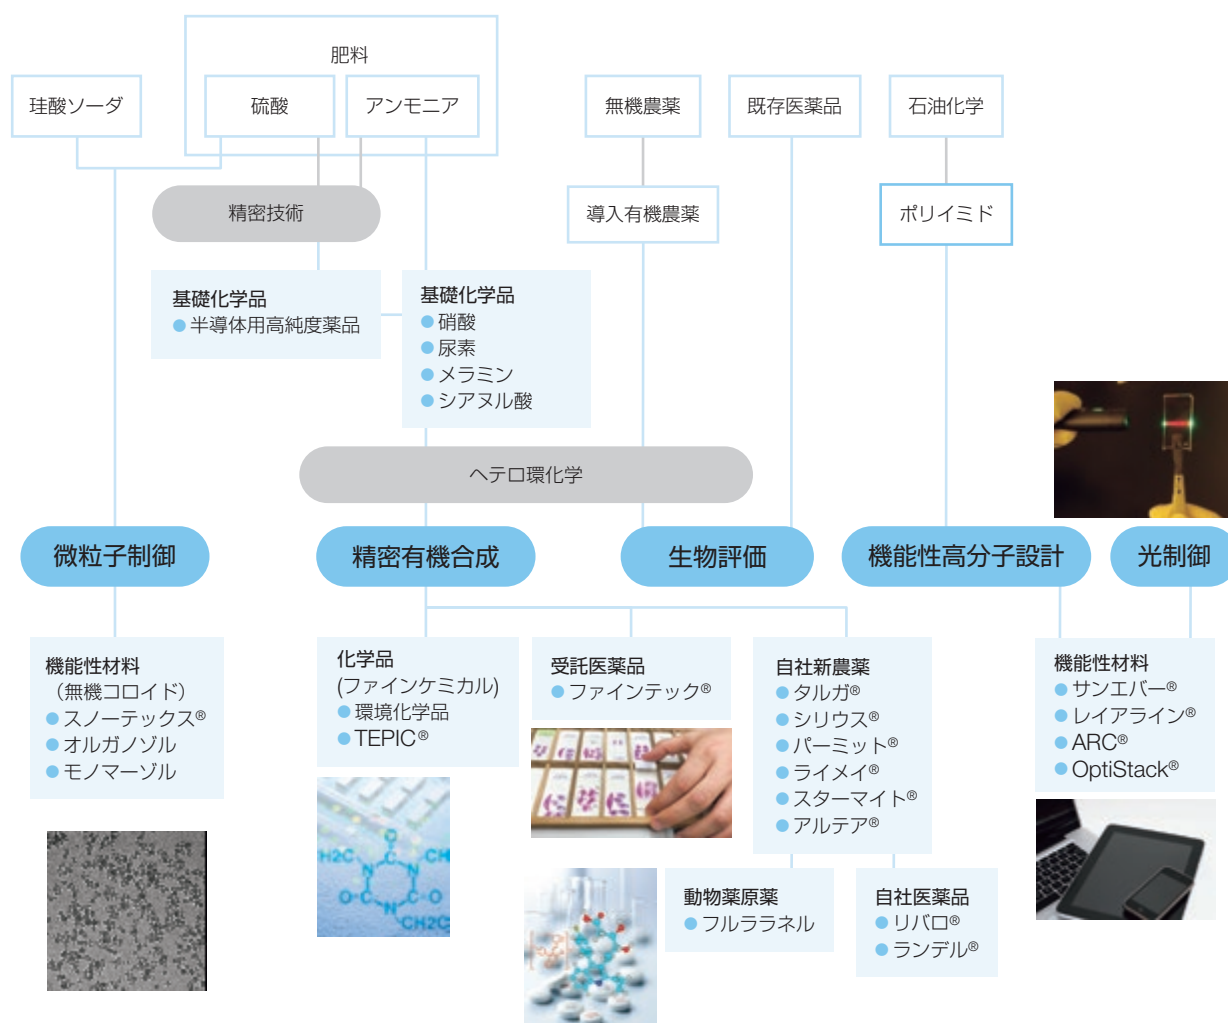 肥料
珪酸ソーダ
硫酸
アンモニア
無機農薬
既存医薬品
石油化学
精密技術
導入有機農薬
ポリイミド
基礎化学品
●半導体用高純度薬品
基礎化学品
●硝酸
●尿素
●メラミン
●シアヌル酸
ヘテロ環化学
微粒子制御
精密有機合成
生物評価
機能性高分子設計
光制御
機能性材料
（無機コロイド）
●スノーテックス®
●オルガノゾル
●モノマーゾル
化学品
(ファインケミカル)
●環境化学品
●TEPIC®
受託医薬品
●ファインテック®
自社新農薬
●タルガ®
●シリウス®
●パーミット®
●ライメイ®
●スターマイト®
●アルテア®
機能性材料
●サンエバー®
●レイアライン®
●ARC®
●OptiStack®
動物薬原薬
●フルララネル
自社医薬品
●リバロ®
●ランデル®
O
H2C
N
N
CH
O
C
C
O
N
CH2C